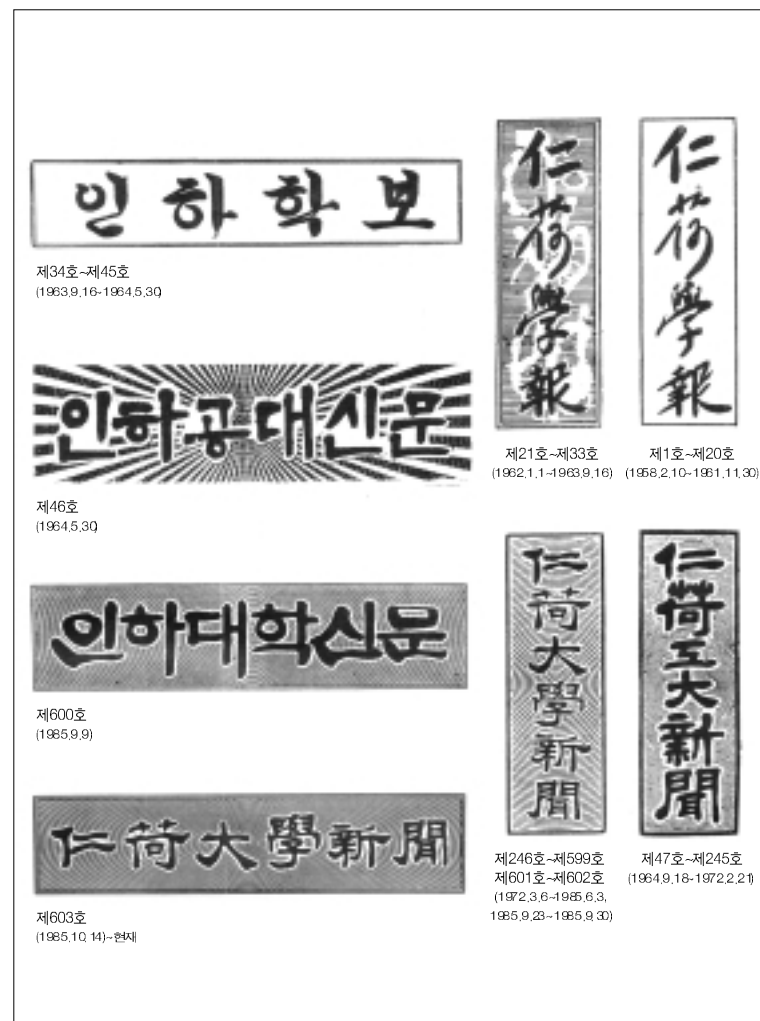 인하학보
제34호~제45호
(1963.9.16~1964.5.30)
인하공대신문
제46호
(1964.5.30)
인하대학신문
제600호
(1985.9.9)
仁荷大學新聞
제603호
(1985.10.14)~현재
仁荷學報
제21호~제33호
(1962.1.1~1963.9.16)
仁荷學報
제1호~제20호
(1958.2.10~1961.11.30)
仁荷大學新聞
제246호~제599호
제601호~제602호
(1972.3.6~1985.6.3,
1985.9.23~1985.9.30)
仁荷工大新聞
제47호~제245호
(1964.9.18~1972.2.21)